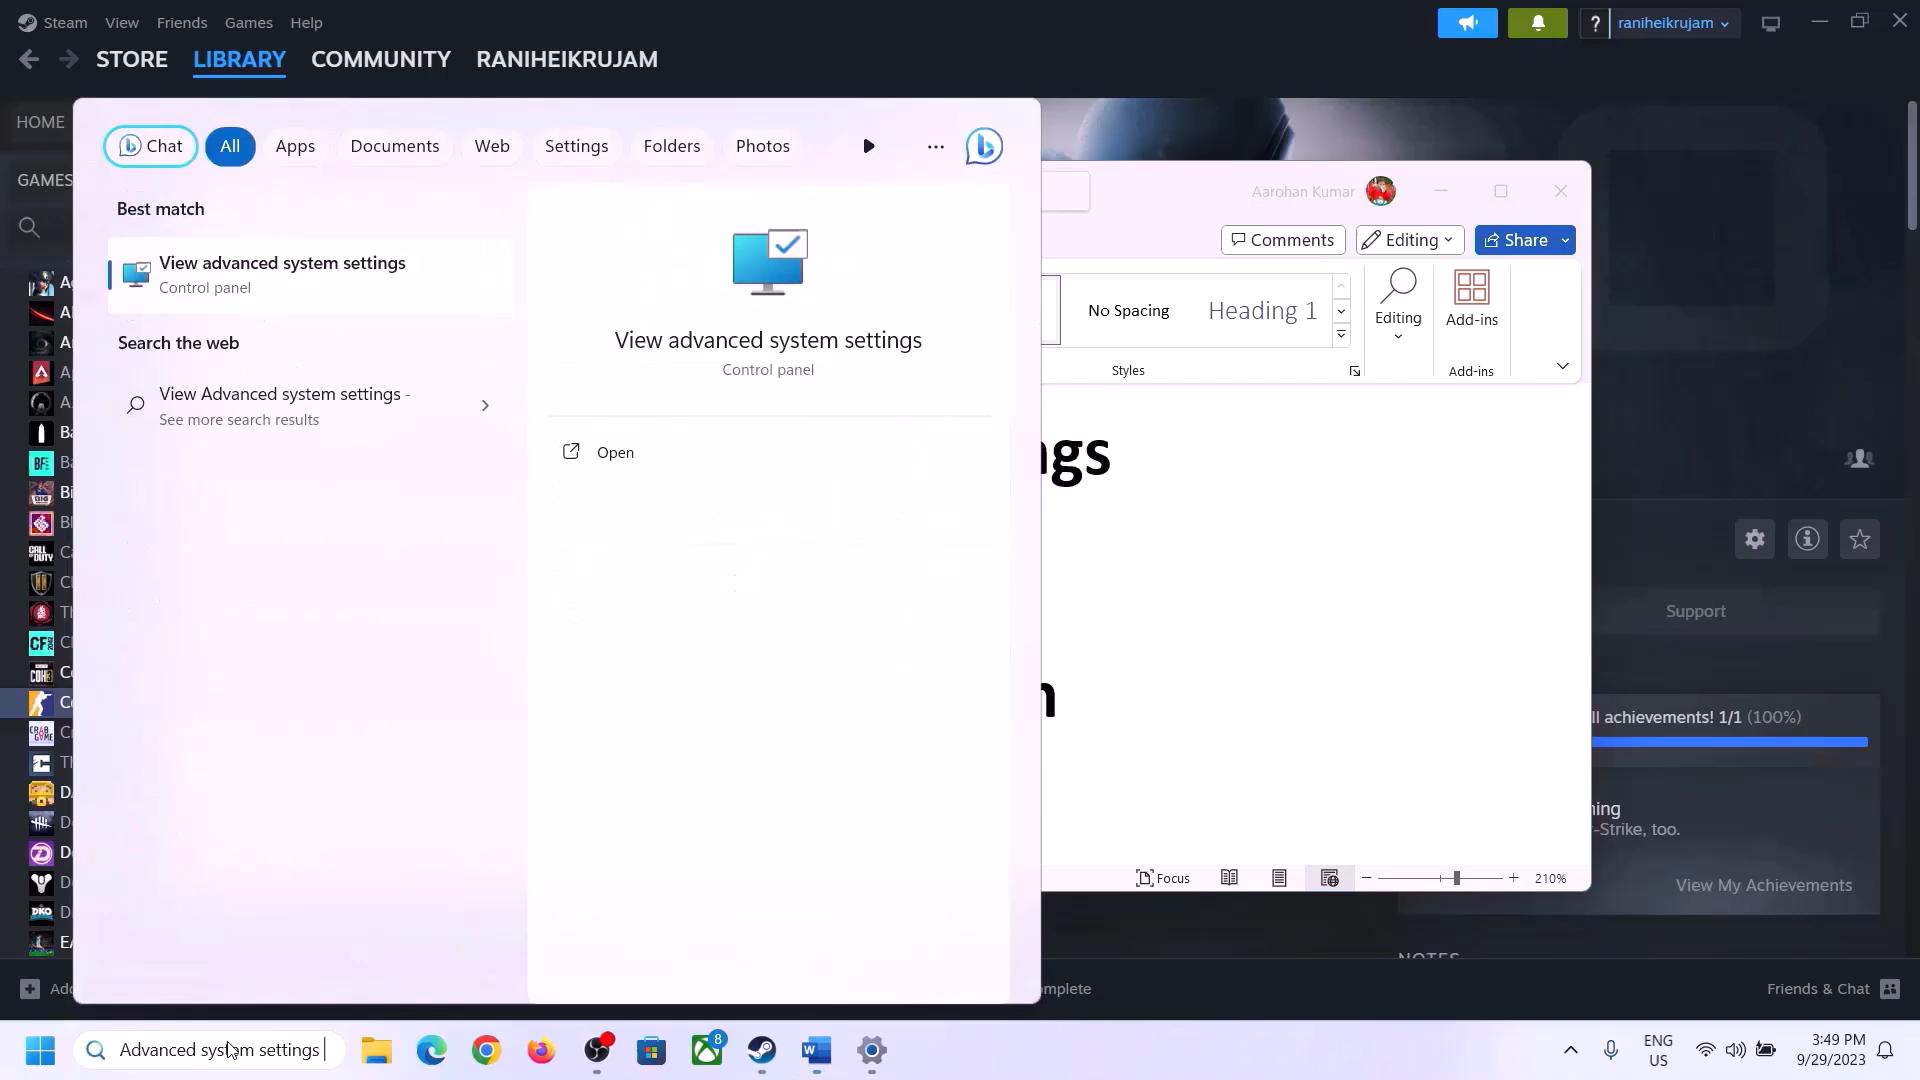 Steam View Friends Games Help
raniheikrujam
STORE LIBRARY COMMUNITY RANIHEIKRUJAM
HOME
GAMES
Chat All Apps Documents Web Settings Folders Photos
Best match
View advanced system settings
Control panel
Search the web
View Advanced system settings -
See more search results
View advanced system settings
Control panel
Open
Aarohan Kumar
Comments Editing Share
No Spacing Heading 1
Editing
Add-ins
Styles
Add-ins
ngs
n
Focus
210%
Support
ll achievements! 1/1 (100%)
ning
-Strike, too.
View My Achievements
Friends & Chat
Advanced system settings
8
ENG
US
3:49 PM
9/29/2023